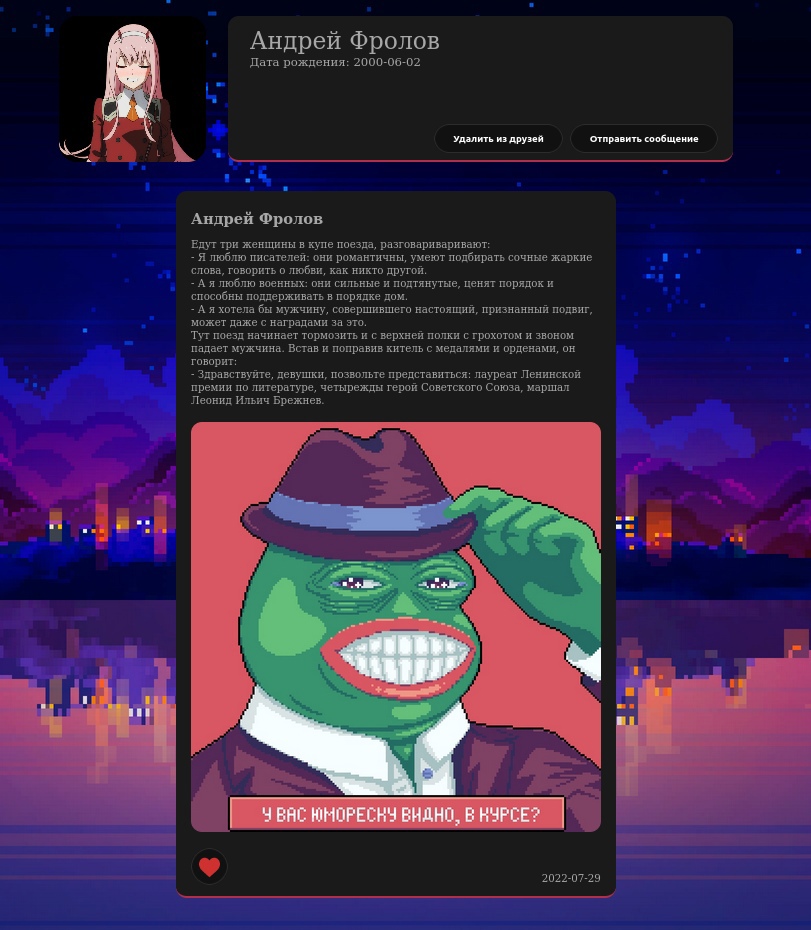 Андрей Фролов
Дата рождения: 2000-06-02
Удалить из друзей
Отправить сообщение
Андрей Фролов
Едут три женщины в купе поезда, разговариваривают:
- Я люблю писателей: они романтичны, умеют подбирать сочные жаркие
слова, говорить о любви, как никто другой.
- А я люблю военных: они сильные и подтянутые, ценят порядок и
способны поддерживать в порядке дом.
- А я хотела бы мужчину, совершившего настоящий, признанный подвиг,
может даже с наградами за это.
Тут поезд начинает тормозить и с верхней полки с грохотом и звоном
падает мужчина. Встав и поправив китель с медалями и орденами, он
говорит:
- Здравствуйте, девушки, позвольте представиться: лауреат Ленинской
премии по литературе, четырежды герой Советского Союза, маршал
Леонид Ильич Брежнев.
У ВАС ЮМОРЕСКУ ВИДНО, В КУРСЕ?
2022-07-29